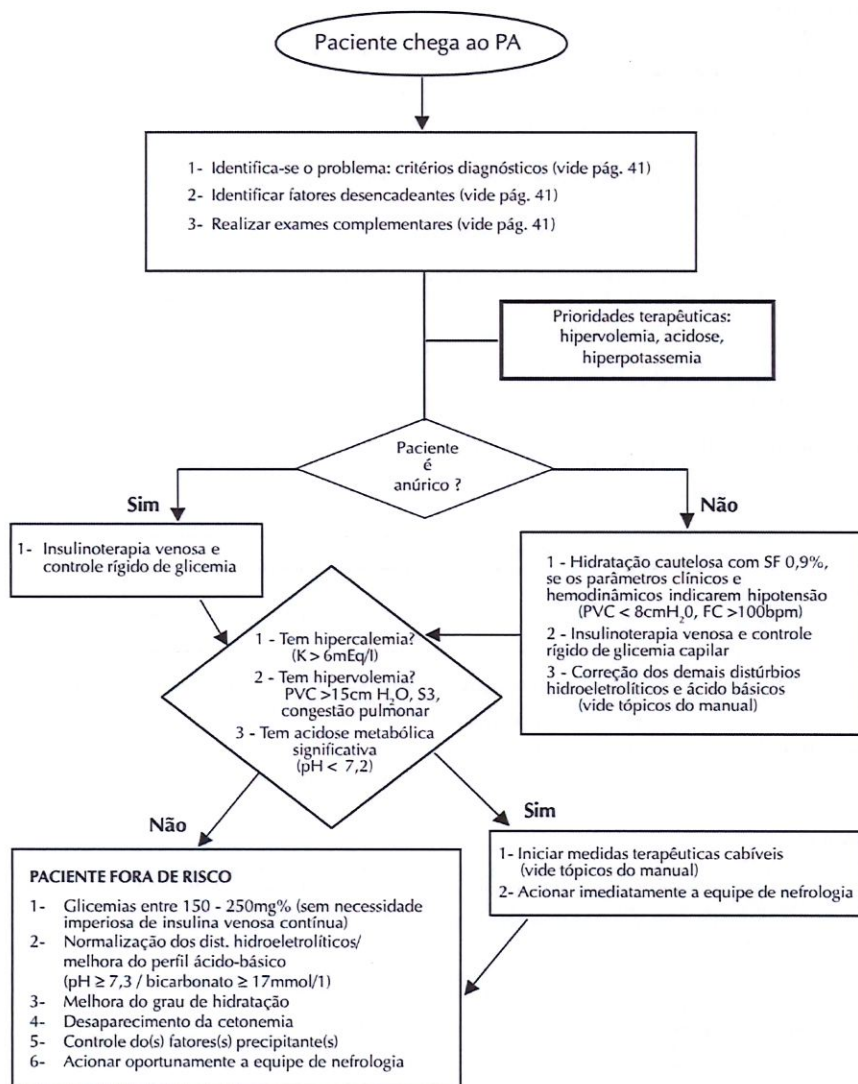 Paciente chega ao PA
1- Identifica-se o problema: critérios diagnósticos (vide pág. 41)
2- Identificar fatores desencadeantes (vide pág. 41)
3- Realizar exames complementares (vide pág. 41)
Prioridades terapêuticas:
hipervolemia, acidose,
hiperpotassemia
Paciente
é
anúrico ?
Sim
Não
1- Insulinoterapia venosa e
controle rígido de glicemia
1 - Hidratação cautelosa com SF 0,9%,
se os parâmetros clínicos e
hemodinâmicos indicarem hipotensão
(PVC < 8cmH₂0, FC >100bpm)
2 - Insulinoterapia venosa e controle
rígido de glicemia capilar
3 - Correção dos demais distúrbios
hidroeletrolíticos e ácido básicos
(vide tópicos do manual)
1 - Tem hipercalemia?
(K > 6mEq/l)
2 - Tem hipervolemia?
PVC >15cm H₂O, S3,
congestão pulmonar
3 - Tem acidose metabólica
significativa
(pH < 7,2)
Não
Sim
1- Iniciar medidas terapêuticas cabíveis
(vide tópicos do manual)
2- Acionar imediatamente a equipe de nefrologia
PACIENTE FORA DE RISCO
1- Glicemias entre 150 - 250mg% (sem necessidade
imperiosa de insulina venosa contínua)
2- Normalização dos dist. hidroeletrolíticos/
melhora do perfil ácido-básico
(pH ≥ 7,3 / bicarbonato ≥ 17mmol/1)
3- Melhora do grau de hidratação
4- Desaparecimento da cetonemia
5- Controle do(s) fatores(s) precipitante(s)
6- Acionar oportunamente a equipe de nefrologia